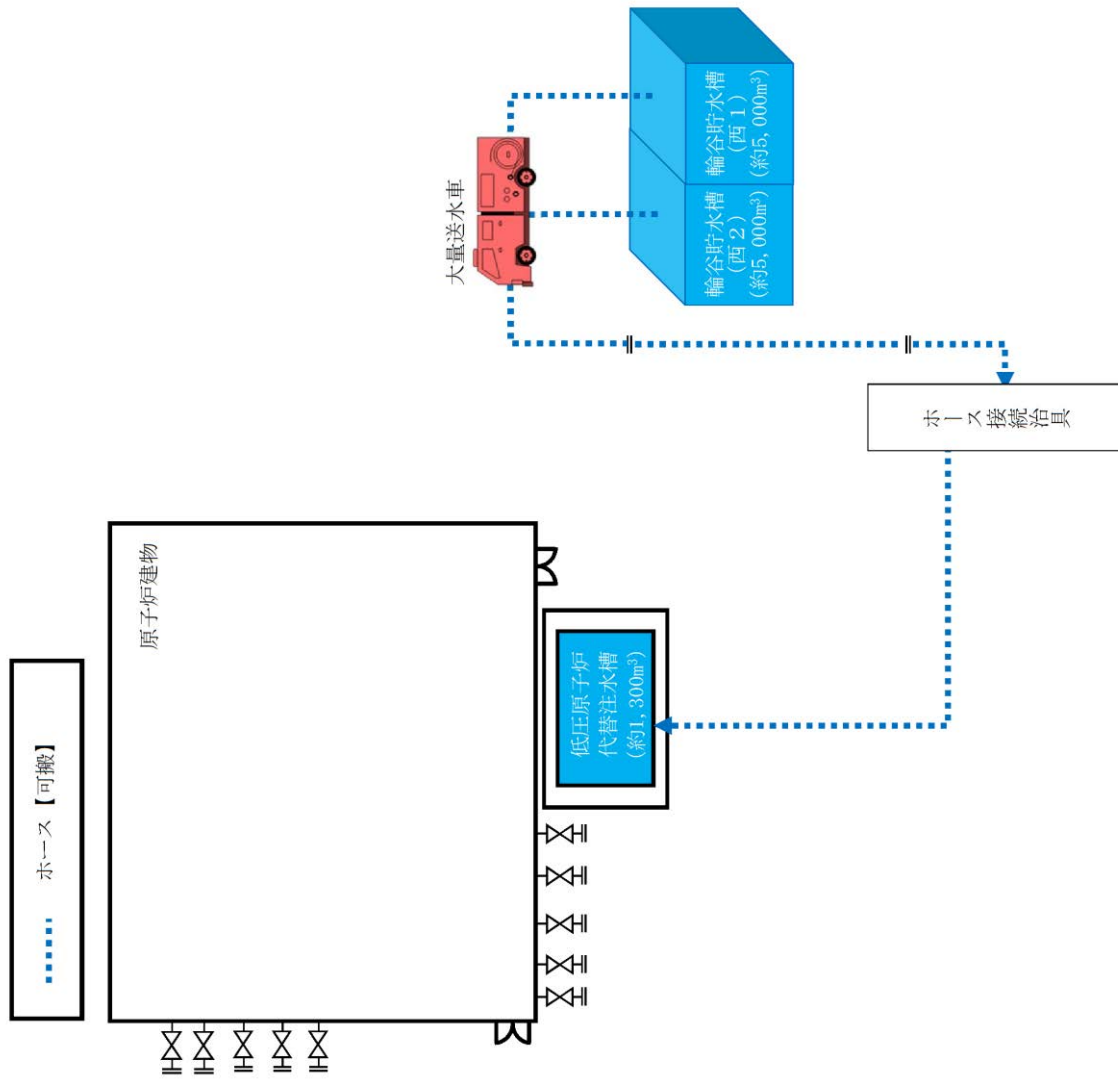 ホース【可搬】
原子炉建物
低圧原子炉
代替注水槽
(約1,300m³)
大量送水車
輪谷貯水槽
(西2)
(約5,000m³)
輪谷貯水槽
(西1)
(約5,000m³)
ホース接続治具